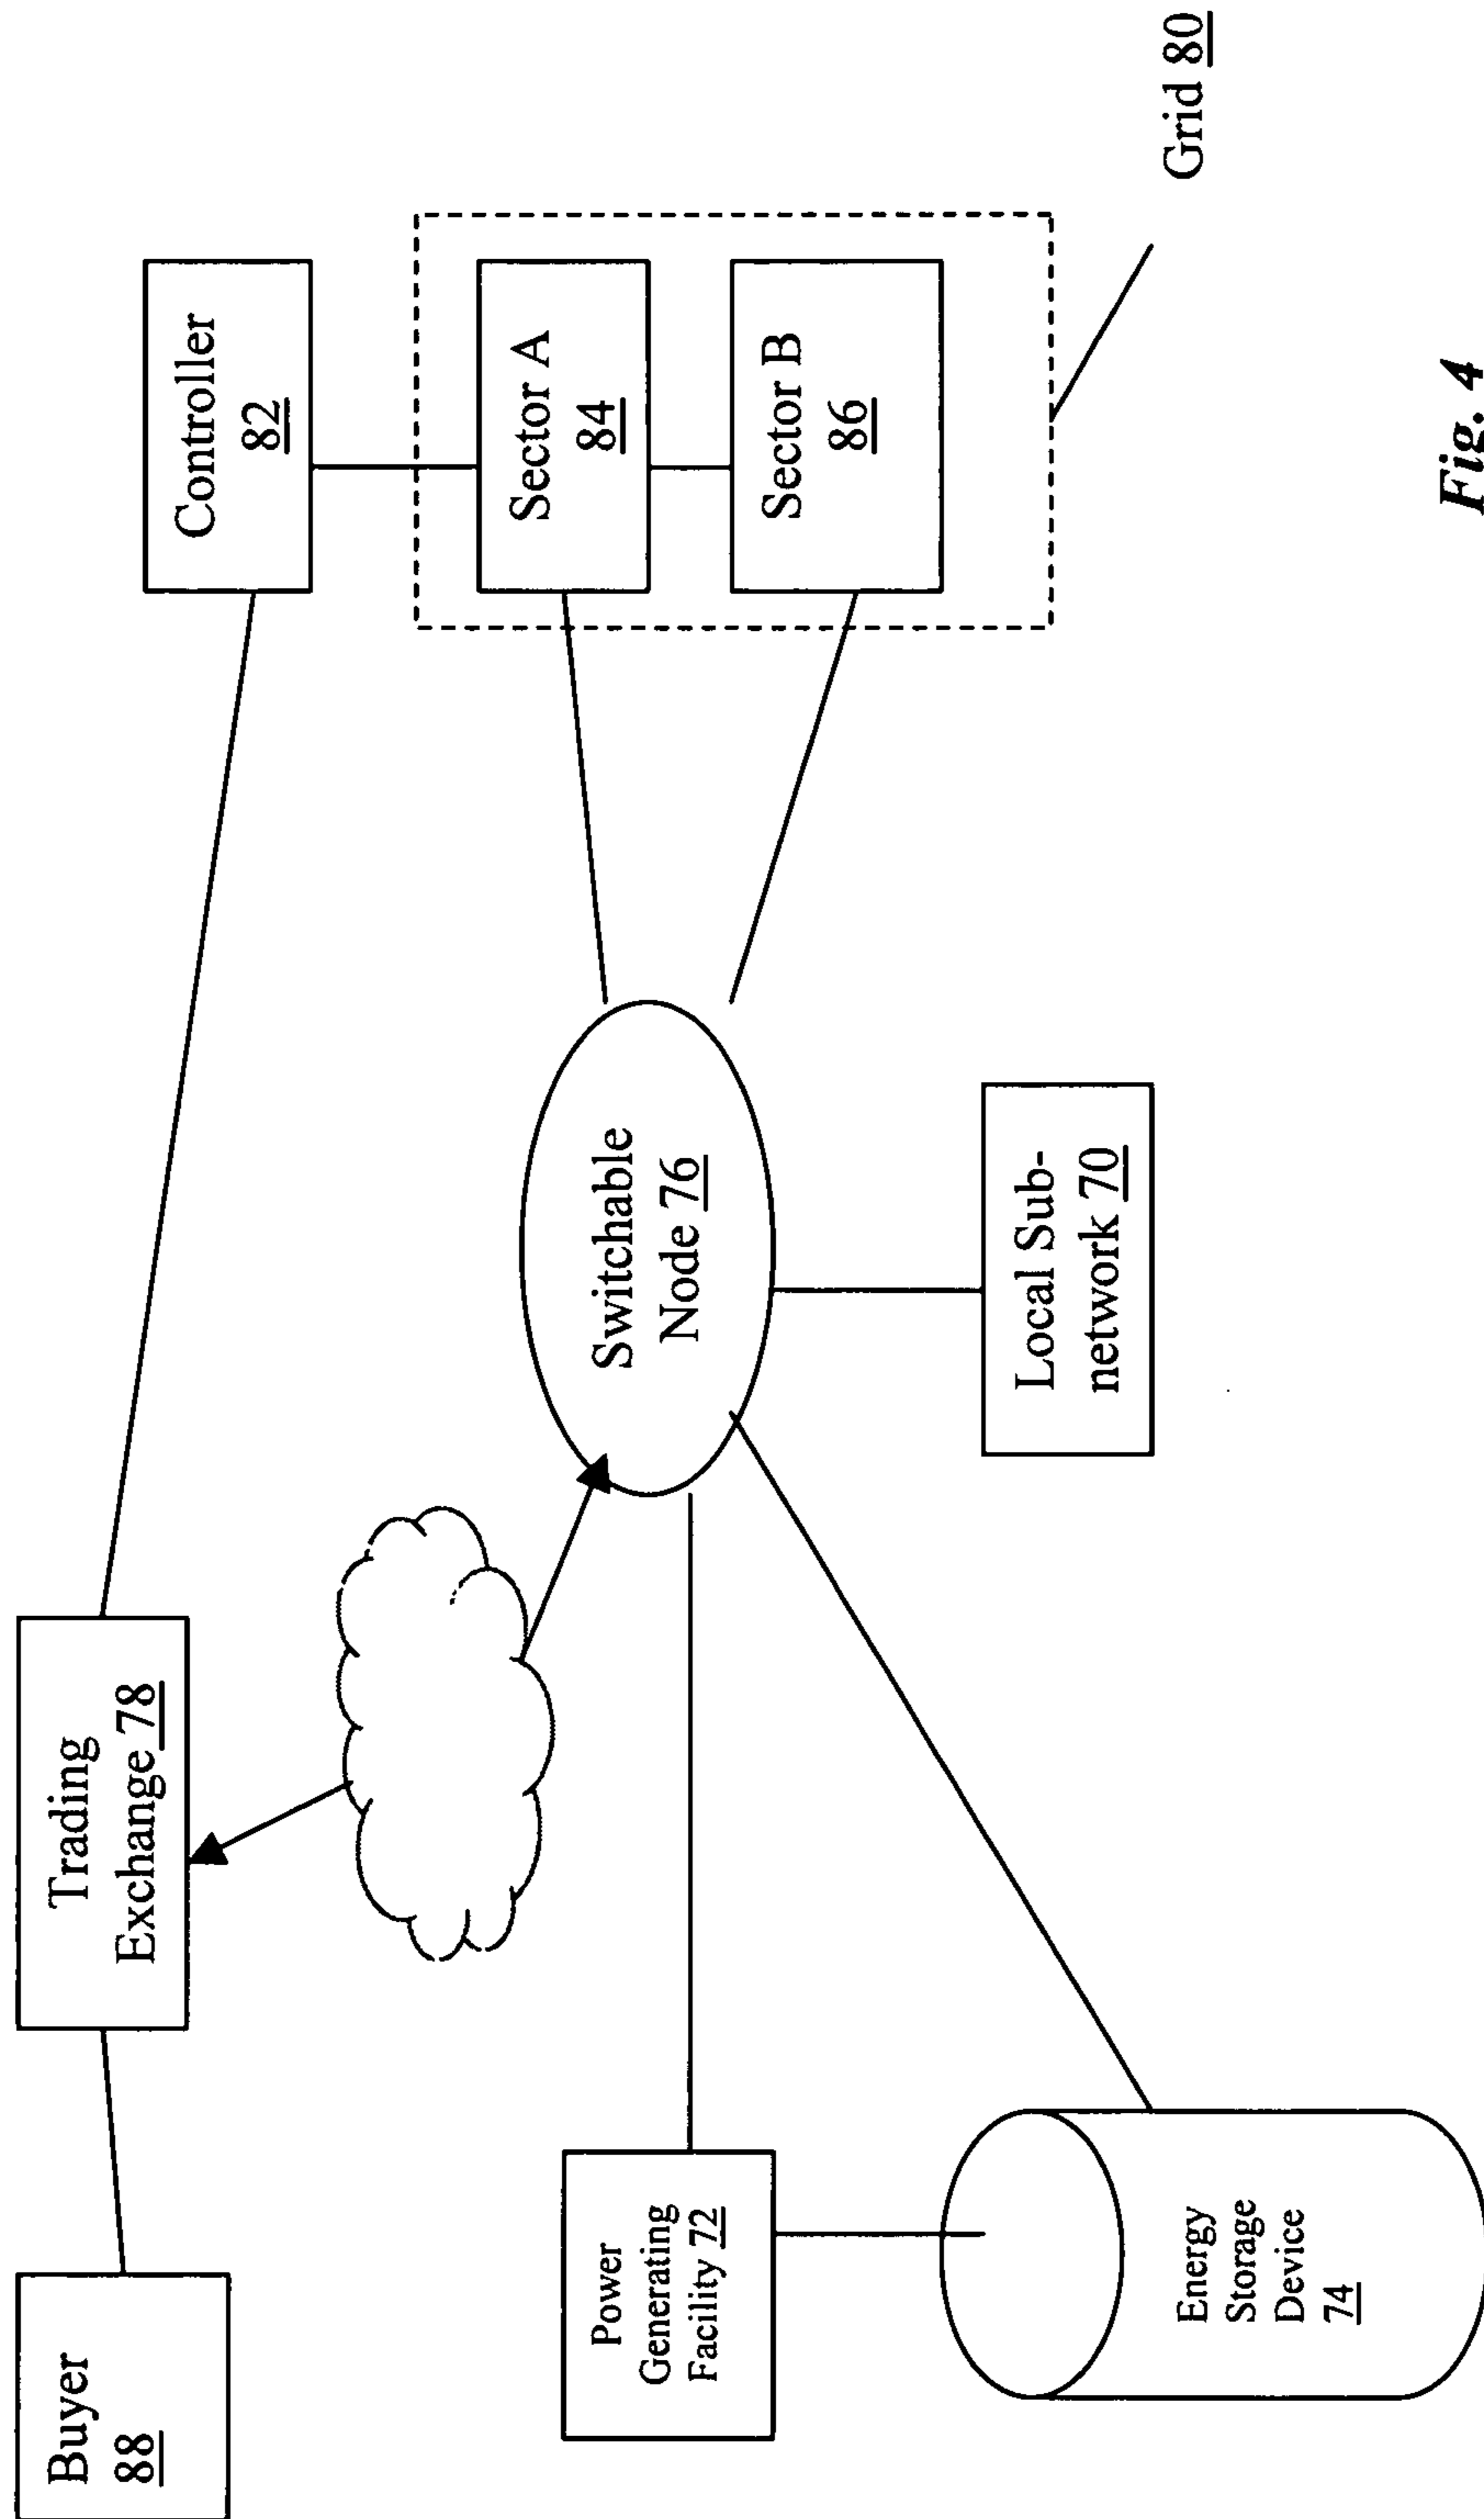 Buyer
88
Trading
Exchange 78
Controller
82
Power
Generating
Facility 72
Switchable
Node 76
Sector A
84
Sector B
86
Energy
Storage
Device
74
Local Sub-
network 70
Grid 80
Fig. 4